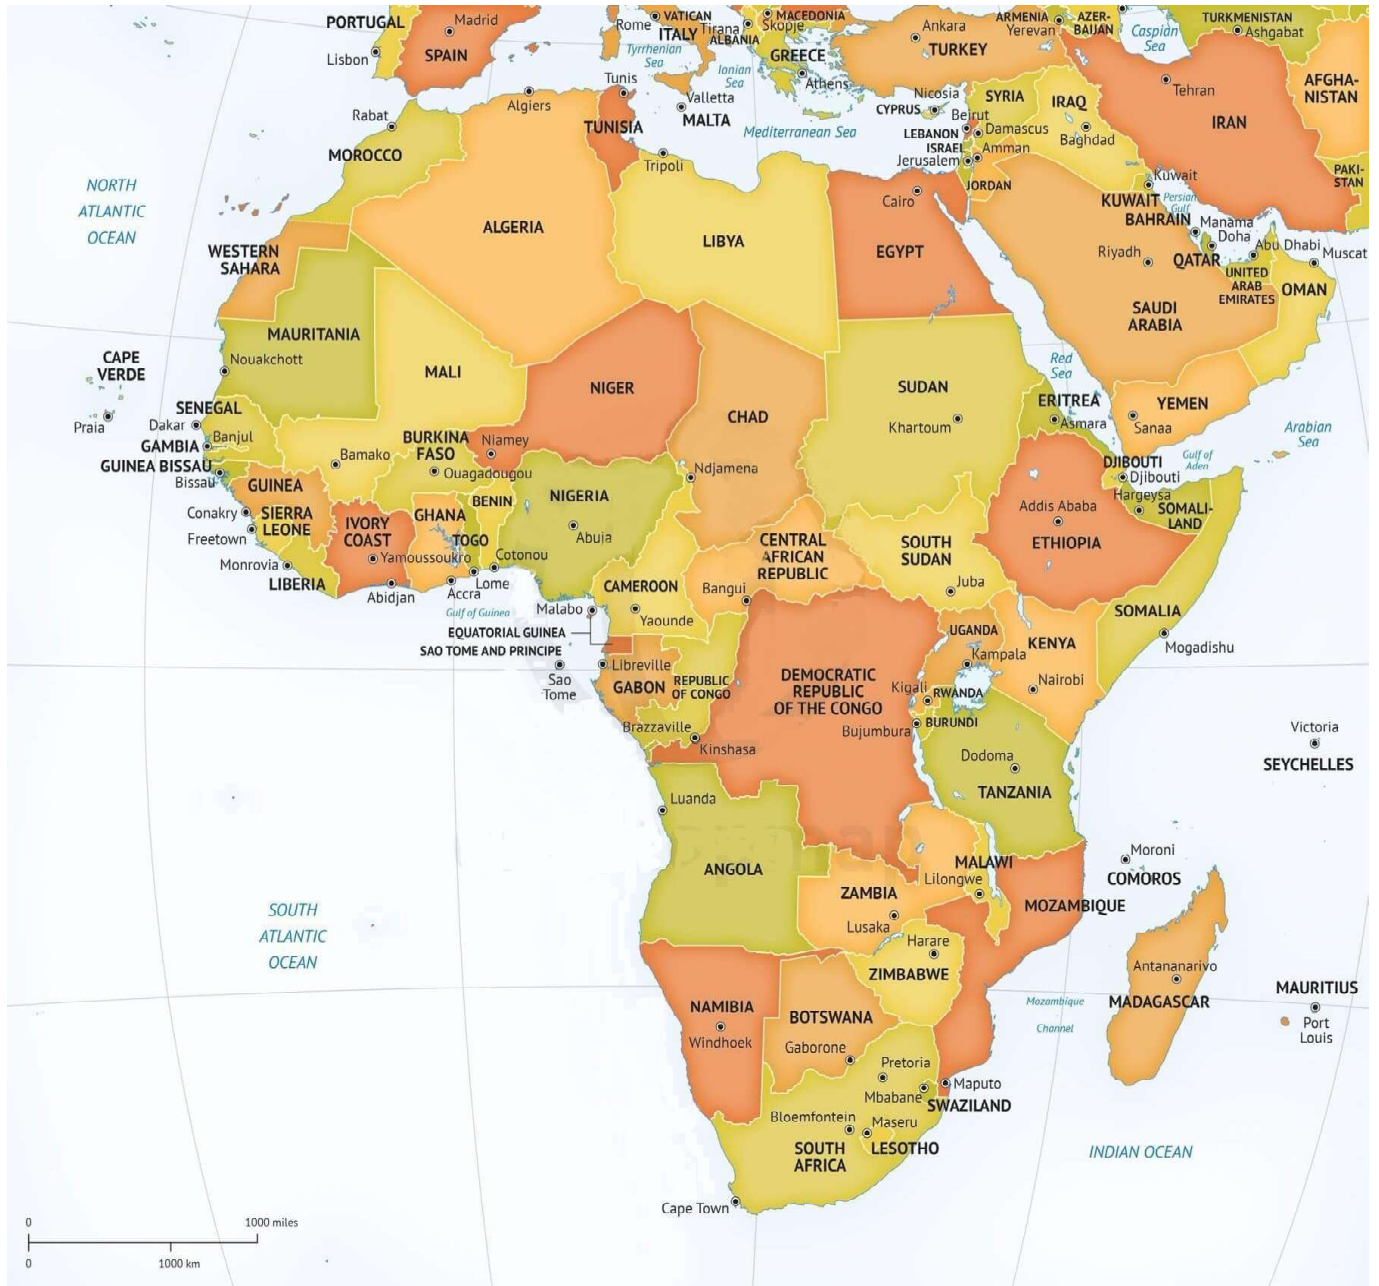 PORTUGAL
Madrid
SPAIN
Lisbon
Rome
VATICAN
ITALY
Tirana
Skopje
MACEDONIA
ALBANIA
Tyrrhenian
Sea
Ionian
Sea
GREECE
Athens
Ankara
TURKEY
ARMENIA
Yerevan
AZER-
BAIJAN
Caspian
Sea
TURKMENISTAN
Ashgabat
AFGHA-
NISTAN
Tehran
IRAN
PAKI-
STAN
Rabat
MOROCCO
Algiers
Tunis
TUNISIA
Valletta
MALTA
Tripoli
Mediterranean Sea
Nicosia
CYPRUS
SYRIA
IRAQ
Beirut
LEBANON
Damascus
Baghdad
ISRAEL
Amman
Jerusalem
JORDAN
Kuwait
KUWAIT
Persian
Gulf
BAHRAIN
Manama
Doha
QATAR
Abu Dhabi
Muscat
UNITED
ARAB
EMIRATES
OMAN
Riyadh
SAUDI
ARABIA
NORTH
ATLANTIC
OCEAN
WESTERN
SAHARA
ALGERIA
LIBYA
Cairo
EGYPT
MAURITANIA
Nouakchott
CAPE
VERDE
Praia
MALI
NIGER
CHAD
SUDAN
Khartoum
Red
Sea
ERITREA
Asmara
YEMEN
Sanaa
Arabian
Sea
Gulf of
Aden
SENEGAL
Dakar
GAMBIA
Banjul
GUINEA BISSAU
Bissau
Bamako
BURKINA
FASO
Ouagadougou
Niamey
Ndjamena
DJIBOUTI
Djibouti
Hargeysa
SOMALI-
LAND
GUINEA
Conakry
SIERRA
LEONE
Freetown
Monrovia
LIBERIA
IVORY
COAST
Yamoussoukro
Abidjan
GHANA
Accra
TOGO
Lome
BENIN
Cotonou
NIGERIA
Abuja
Addis Ababa
ETHIOPIA
CENTRAL
AFRICAN
REPUBLIC
Bangui
SOUTH
SUDAN
Juba
CAMEROON
Yaounde
Gulf of Guinea
Malabo
EQUATORIAL GUINEA
SAO TOME AND PRINCIPE
Sao
Tome
Libreville
GABON
REPUBLIC
OF CONGO
Brazzaville
Kinshasa
DEMOCRATIC
REPUBLIC
OF THE CONGO
UGANDA
Kampala
KENYA
Nairobi
SOMALIA
Mogadishu
Kigali
RWANDA
Bujumbura
BURUNDI
Dodoma
TANZANIA
Victoria
SEYCHELLES
Luanda
ANGOLA
ZAMBIA
Lusaka
MALAWI
Lilongwe
Moroni
COMOROS
MOZAMBIQUE
SOUTH
ATLANTIC
OCEAN
Harare
ZIMBABWE
NAMIBIA
Windhoek
BOTSWANA
Gaborone
Antananarivo
MADAGASCAR
Mozambique
Channel
MAURITIUS
Port
Louis
Pretoria
Mbabane
Maputo
SWAZILAND
Bloemfontein
Maseru
SOUTH
AFRICA
LESOTHO
Cape Town
INDIAN OCEAN
0
1000 miles
0
1000 km